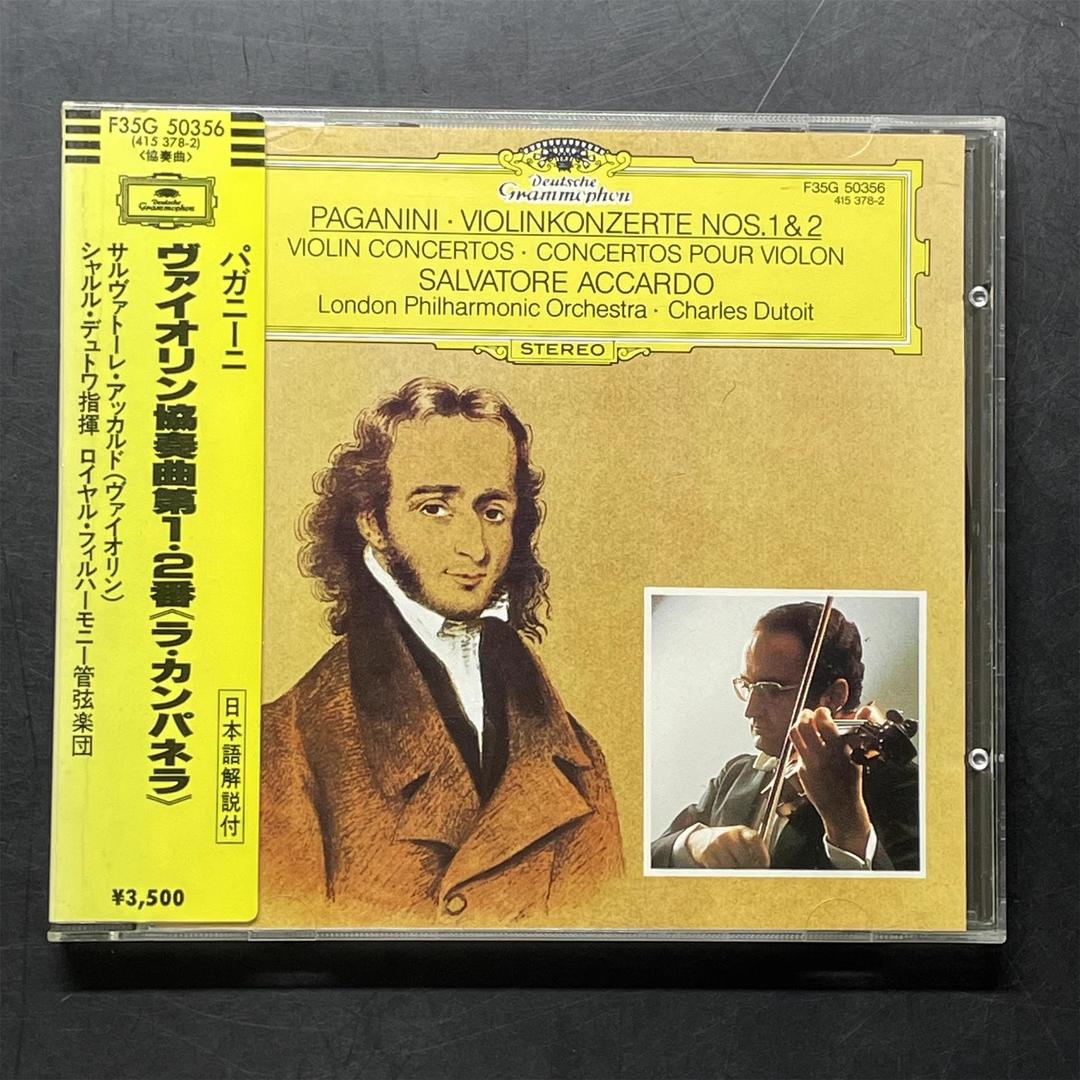 F35G 50356
(415 378-2)
〈協奏曲〉
Deutsche
Grammophon
パガニーニ
ヴァイオリン協奏曲第1・2番《ラ・カンパネラ》
サルヴァトーレ・アッカルド(ヴァイオリン)
シャルル・デュトワ指揮 ロイヤル・フィルハーモニー管弦楽団
日本語解説付
¥3,500
Deutsche
Grammophon
F35G 50356
415 378-2
PAGANINI · VIOLINKONZERTE NOS.1&2
VIOLIN CONCERTOS · CONCERTOS POUR VIOLON
SALVATORE ACCARDO
London Philharmonic Orchestra · Charles Dutoit
STEREO